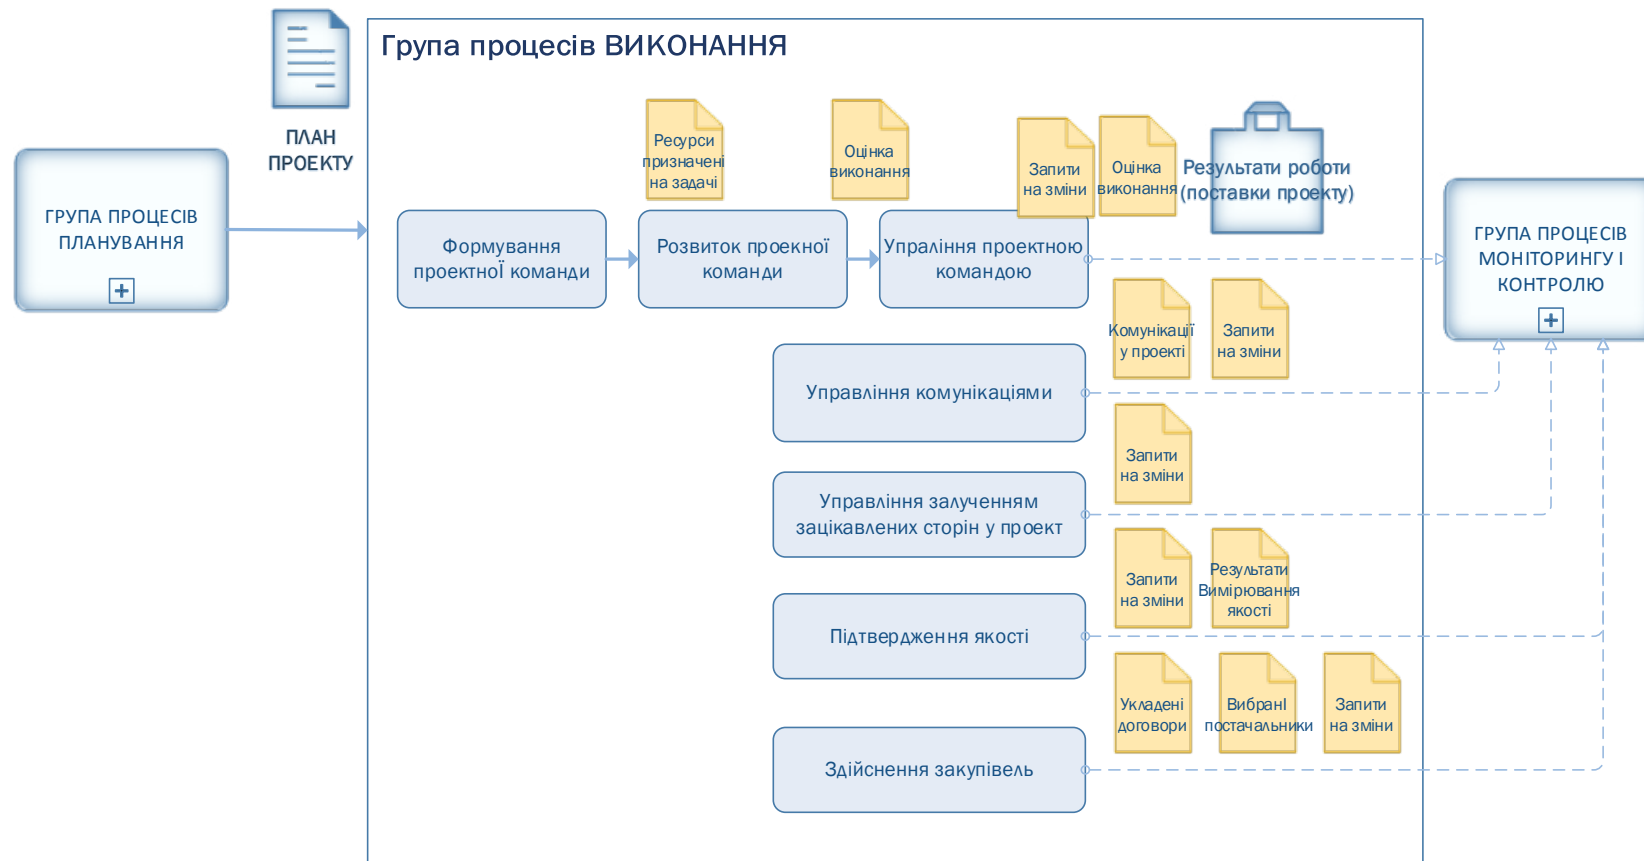 Група процесів ВИКОНАННЯ
ПЛАН
ПРОЕКТУ
ГРУПА ПРОЦЕСІВ
ПЛАНУВАННЯ
Ресурси
призначені
на задачі
Оцінка
виконання
Запити
на зміни
Оцінка
виконання
Результати роботи
(поставки проекту)
Формування
проектноЇ команди
Розвиток проекної
команди
Упраління проектною
командою
ГРУПА ПРОЦЕСІВ
МОНІТОРИНГУ І
КОНТРОЛЮ
Комунікації
у проекті
Запити
на зміни
Управління комунікаціями
Запити
на зміни
Управління залученням
зацікавлених сторін у проект
Запити
на зміни
Результати
Вимірювання
якості
Підтвердження якості
Укладені
договори
ВибранІ
постачальники
Запити
на зміни
Здійснення закупівель